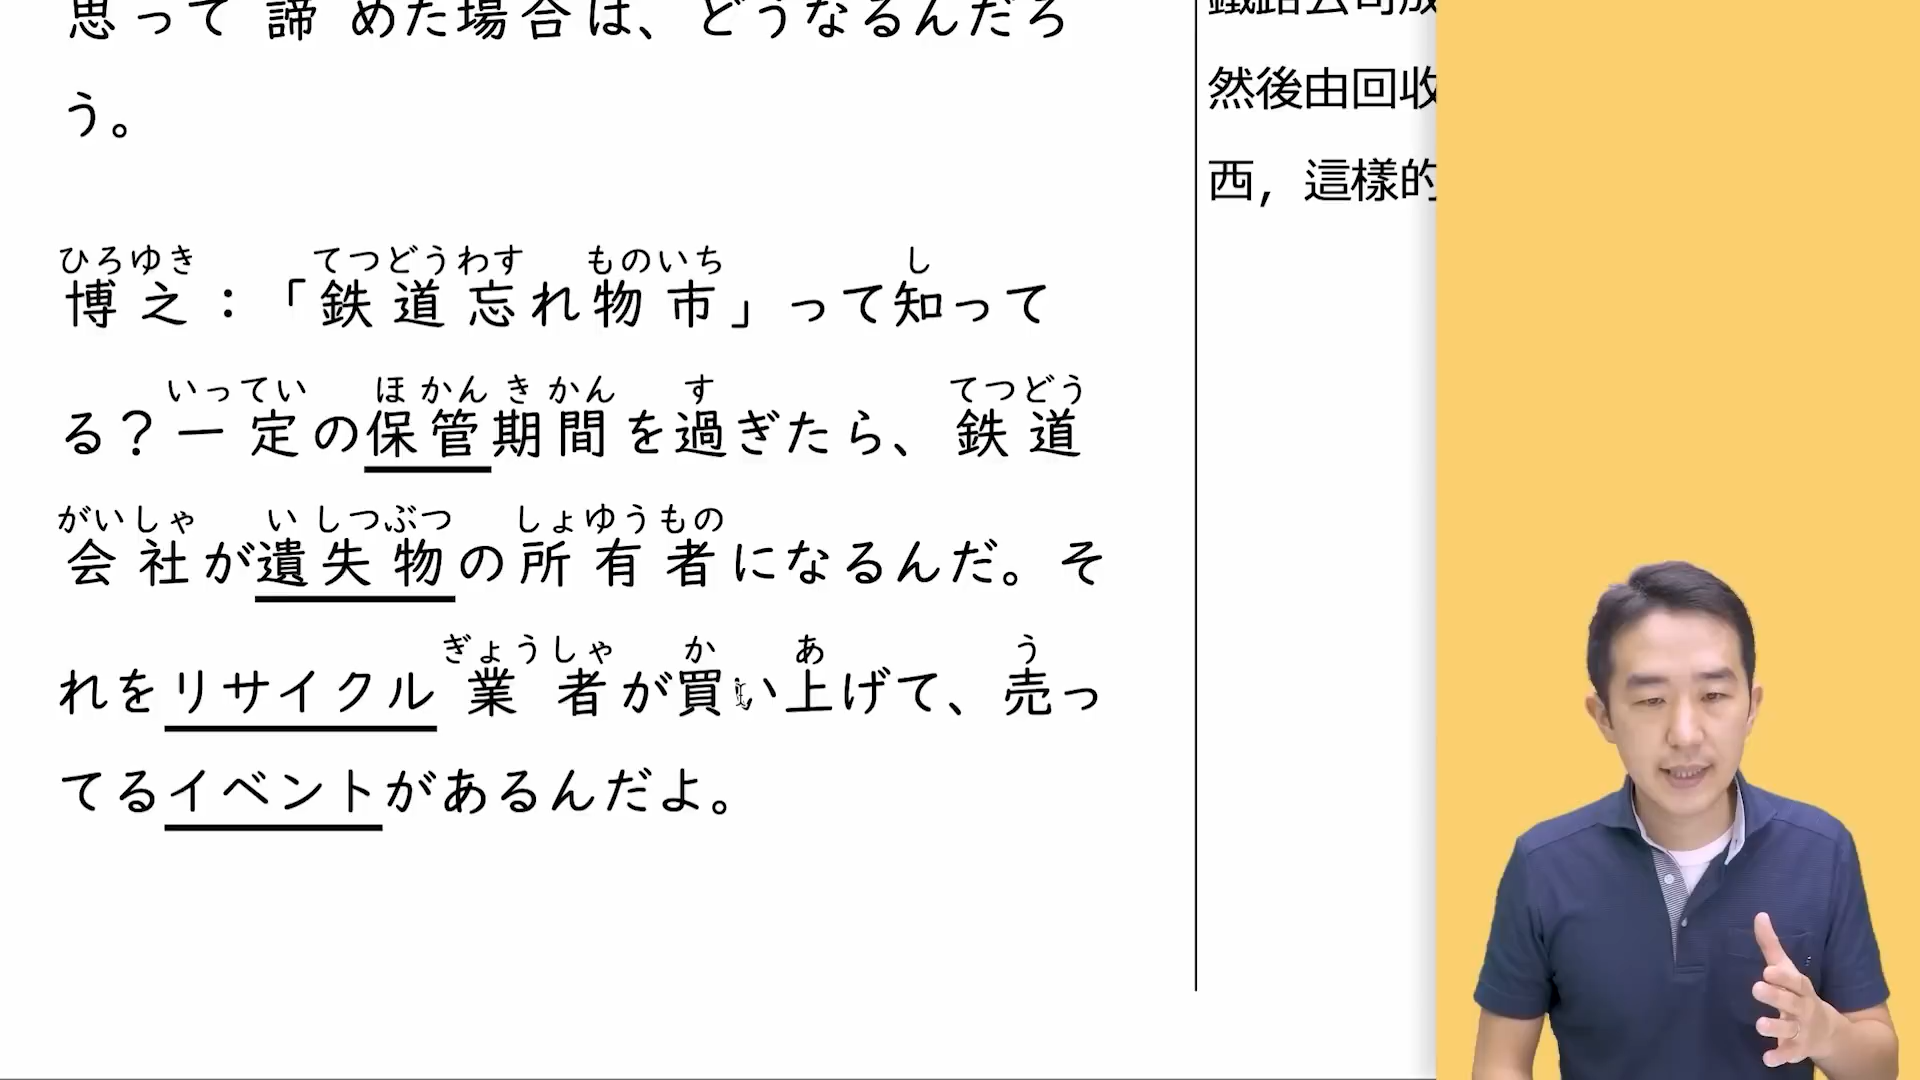 思って諦めた場合は、どうなるんだろ
う。
ひろゆき てつどうわす ものいち し
博之：「鉄道忘れ物市」って知って
いってい ほかんきかん す てつどう
る？一定の保管期間を過ぎたら、鉄道
がいしゃ いしつぶつ しょゆうもの
会社が遺失物の所有者になるんだ。そ
ぎょうしゃ か あ う
れをリサイクル業者が買い上げて、売っ
てるイベントがあるんだよ。
鐵路公司成
然後由回收
西，這樣的